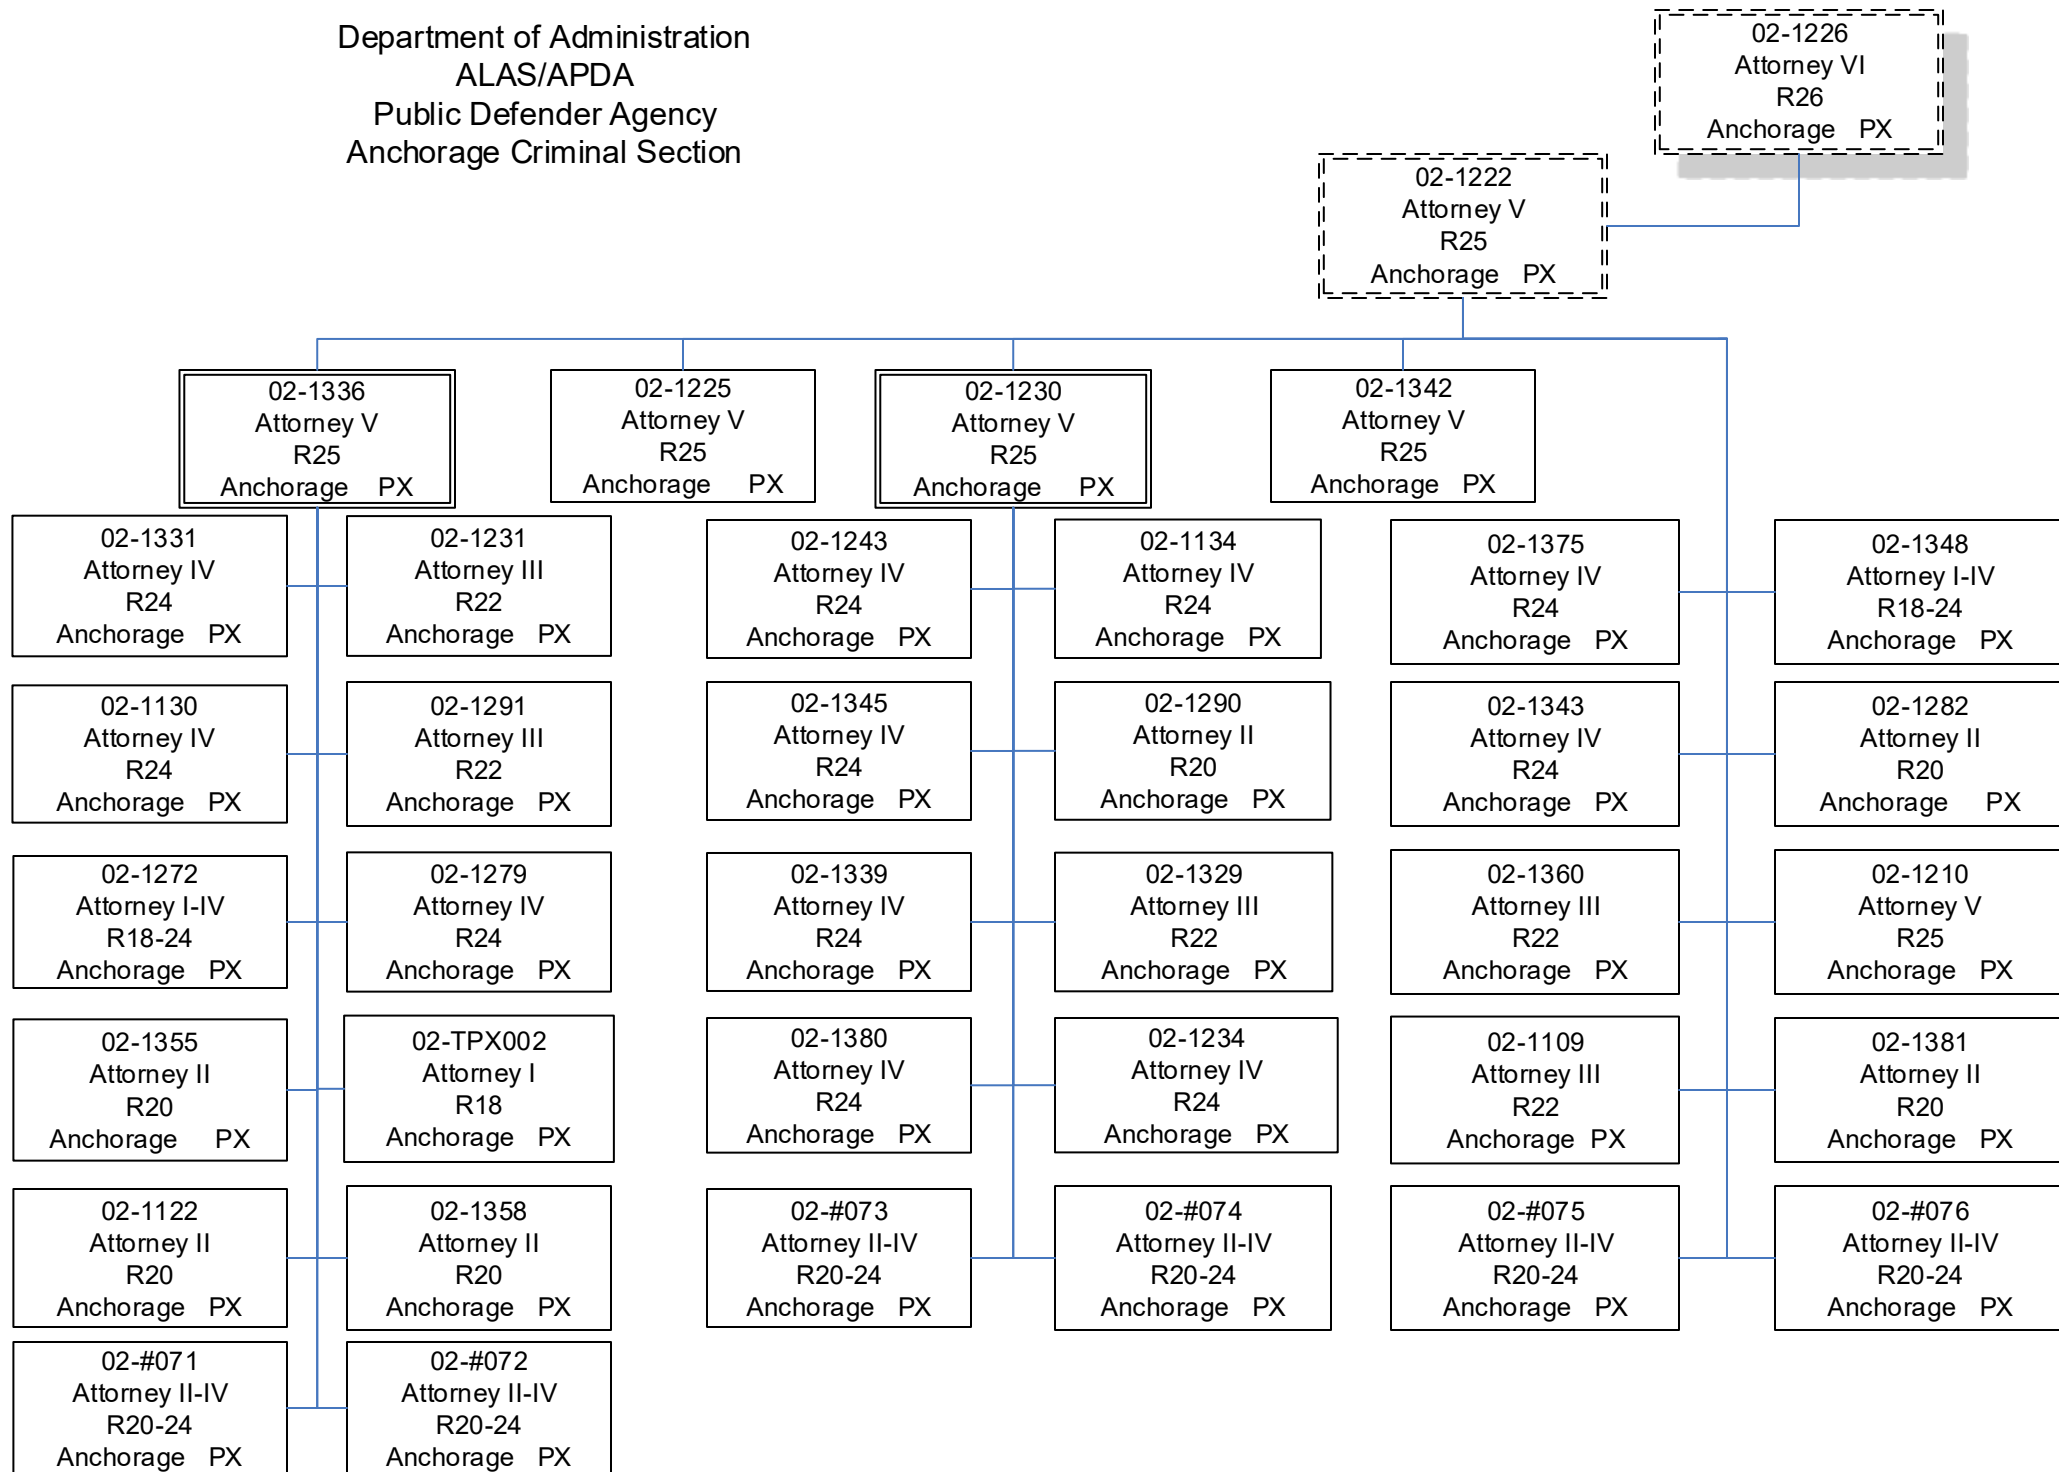 Department of Administration
ALAS/APDA
Public Defender Agency
Anchorage Criminal Section
02-1226
Attorney VI
R26
Anchorage PX
02-1222
Attorney V
R25
Anchorage PX
02-1336
Attorney V
R25
Anchorage PX
02-1225
Attorney V
R25
Anchorage PX
02-1230
Attorney V
R25
Anchorage PX
02-1342
Attorney V
R25
Anchorage PX
02-1331
Attorney IV
R24
Anchorage PX
02-1231
Attorney III
R22
Anchorage PX
02-1243
Attorney IV
R24
Anchorage PX
02-1134
Attorney IV
R24
Anchorage PX
02-1375
Attorney IV
R24
Anchorage PX
02-1348
Attorney I-IV
R18-24
Anchorage PX
02-1130
Attorney IV
R24
Anchorage PX
02-1291
Attorney III
R22
Anchorage PX
02-1345
Attorney IV
R24
Anchorage PX
02-1290
Attorney II
R20
Anchorage PX
02-1343
Attorney IV
R24
Anchorage PX
02-1282
Attorney II
R20
Anchorage PX
02-1272
Attorney I-IV
R18-24
Anchorage PX
02-1279
Attorney IV
R24
Anchorage PX
02-1339
Attorney IV
R24
Anchorage PX
02-1329
Attorney III
R22
Anchorage PX
02-1360
Attorney III
R22
Anchorage PX
02-1210
Attorney V
R25
Anchorage PX
02-1355
Attorney II
R20
Anchorage PX
02-TPX002
Attorney I
R18
Anchorage PX
02-1380
Attorney IV
R24
Anchorage PX
02-1234
Attorney IV
R24
Anchorage PX
02-1109
Attorney III
R22
Anchorage PX
02-1381
Attorney II
R20
Anchorage PX
02-1122
Attorney II
R20
Anchorage PX
02-1358
Attorney II
R20
Anchorage PX
02-#073
Attorney II-IV
R20-24
Anchorage PX
02-#074
Attorney II-IV
R20-24
Anchorage PX
02-#075
Attorney II-IV
R20-24
Anchorage PX
02-#076
Attorney II-IV
R20-24
Anchorage PX
02-#071
Attorney II-IV
R20-24
Anchorage PX
02-#072
Attorney II-IV
R20-24
Anchorage PX